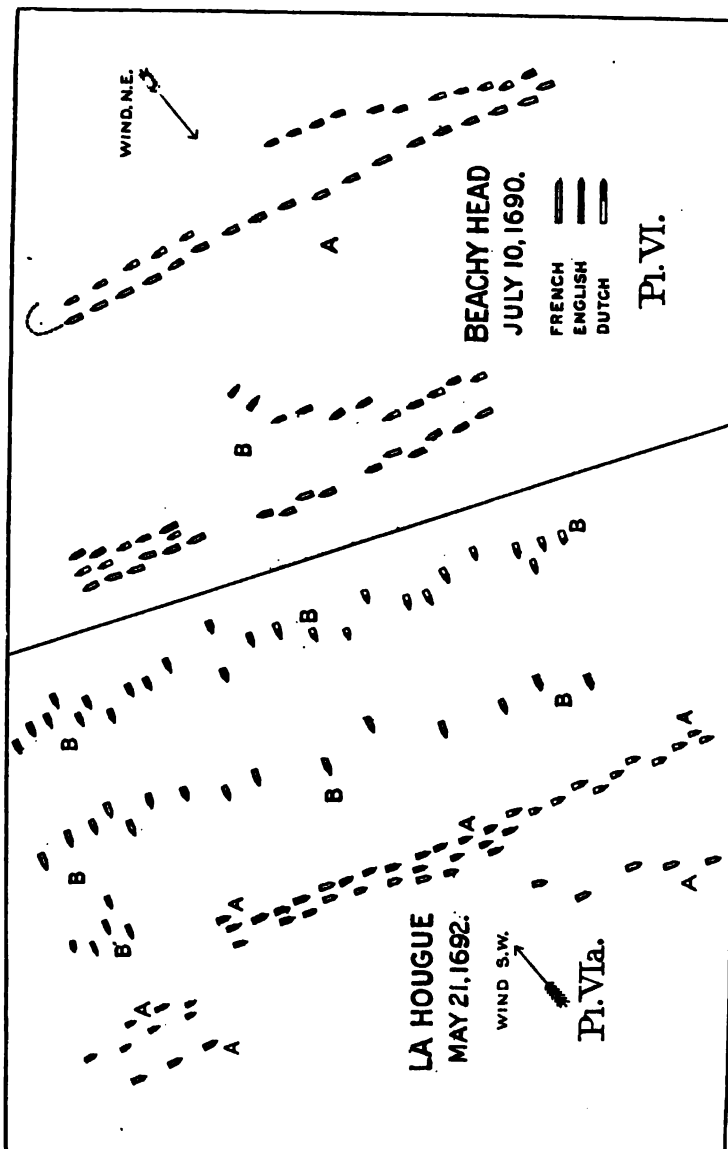 LA HOUGUE
MAY 21, 1692.
WIND S.W.
Pl. VIa.
A
A
A
A
A
A
B
B
B
B
B
B
B
WIND. N.E.
A
B
BEACHY HEAD
JULY 10, 1690.
FRENCH
ENGLISH
DUTCH
Pl. VI.